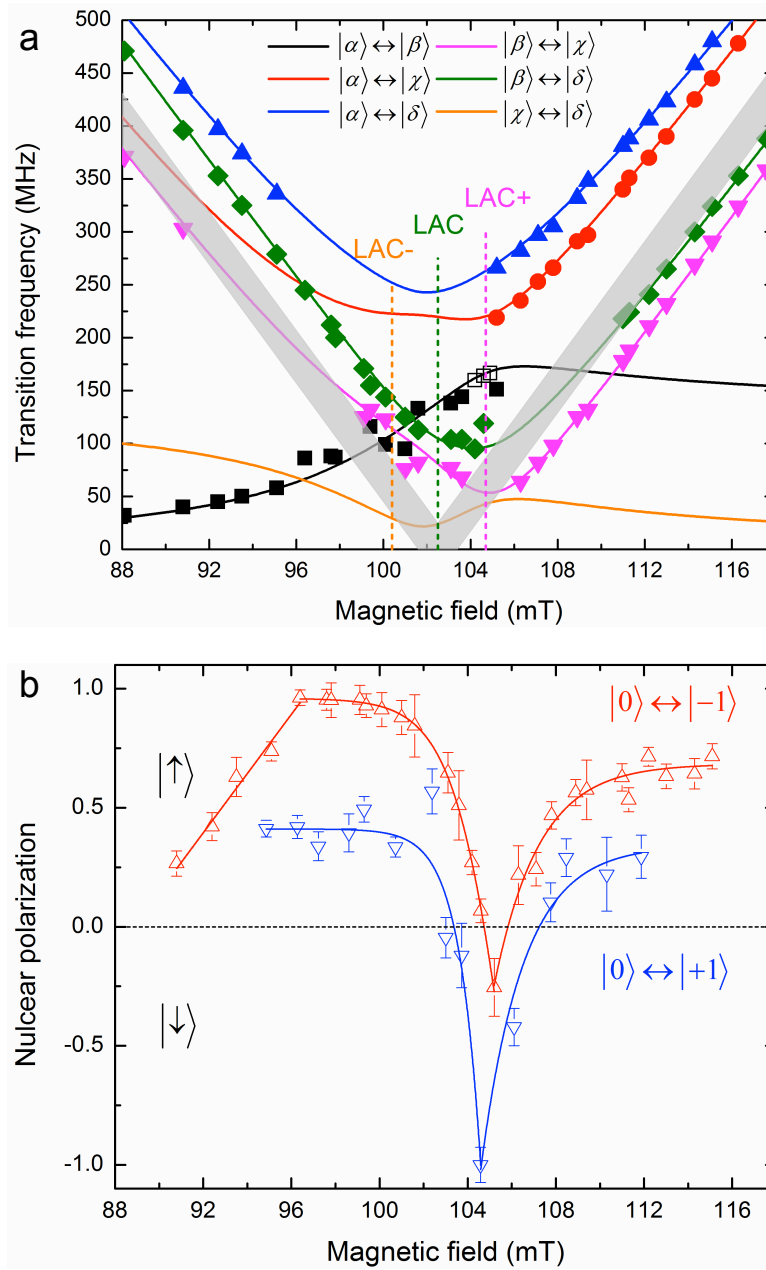 a
|α⟩↔|β⟩ |β⟩↔|χ⟩
|α⟩↔|χ⟩ |β⟩↔|δ⟩
|α⟩↔|δ⟩ |χ⟩↔|δ⟩
LAC- LAC LAC+
500
450
400
350
300
250
200
150
100
50
0
Transition frequency (MHz)
88 92 96 100 104 108 112 116
Magnetic field (mT)
b
|0⟩↔|−1⟩
|↑⟩
|0⟩↔|+1⟩
|↓⟩
1.0
0.5
0.0
-0.5
-1.0
Nulcear polarization
88 92 96 100 104 108 112 116
Magnetic field (mT)